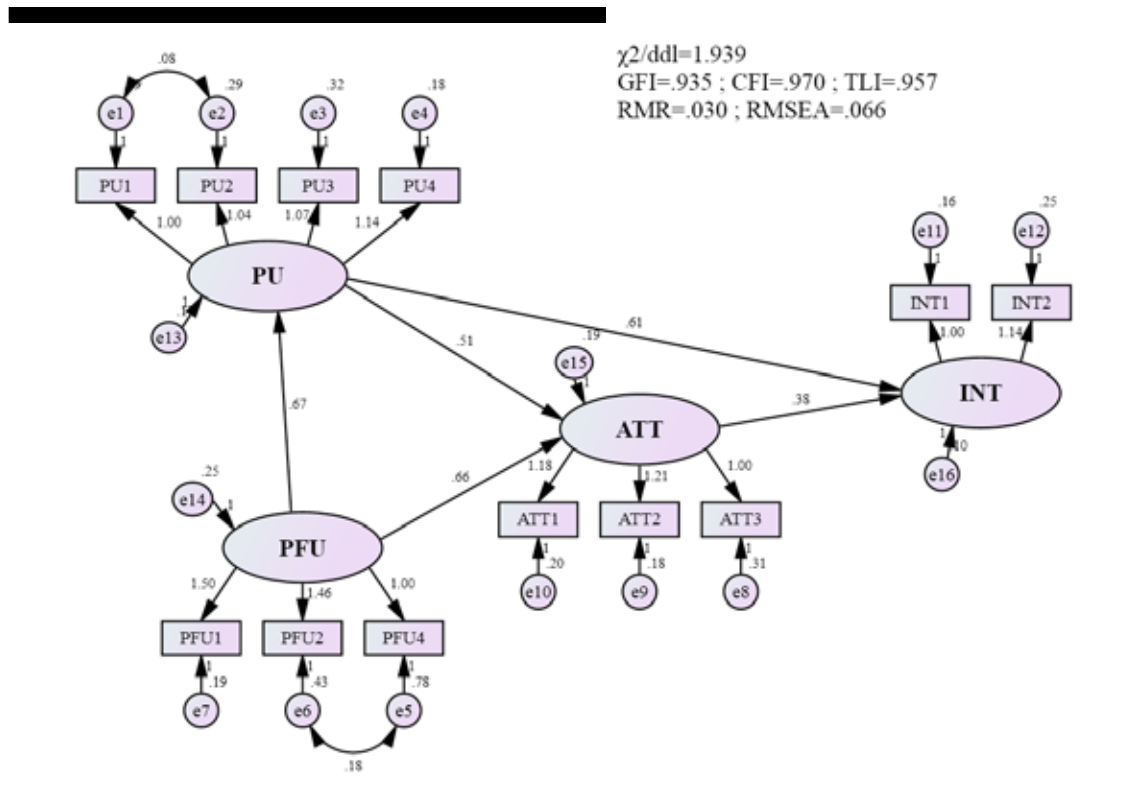 χ2/ddl=1.939
GFI=.935 ; CFI=.970 ; TLI=.957
RMR=.030 ; RMSEA=.066
.08
.29 .32 .18
e1 e2 e3 e4
1 1 1 1
PU1 PU2 PU3 PU4
1.00 1.04 1.07 1.14
PU
1
e13
.16 .25
e11 e12
1 1
INT1 INT2
1.00 1.14
INT
1
e16
.61
.51
.19
e15
1
ATT
.38
.67
.66
1.18 1.21 1.00
ATT1 ATT2 ATT3
1 1 1
.20 .18 .31
e10 e9 e8
.25
e14
1
PFU
1.50 1.46 1.00
PFU1 PFU2 PFU4
1 1 1
.19 .43 .78
e7 e6 e5
.18